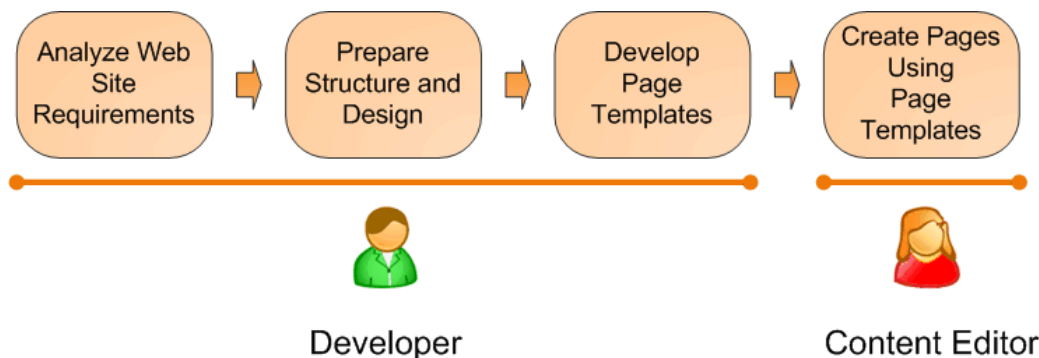 Analyze Web
Site
Requirements
Prepare
Structure and
Design
Develop
Page
Templates
Create Pages
Using
Page
Templates
Developer
Content Editor